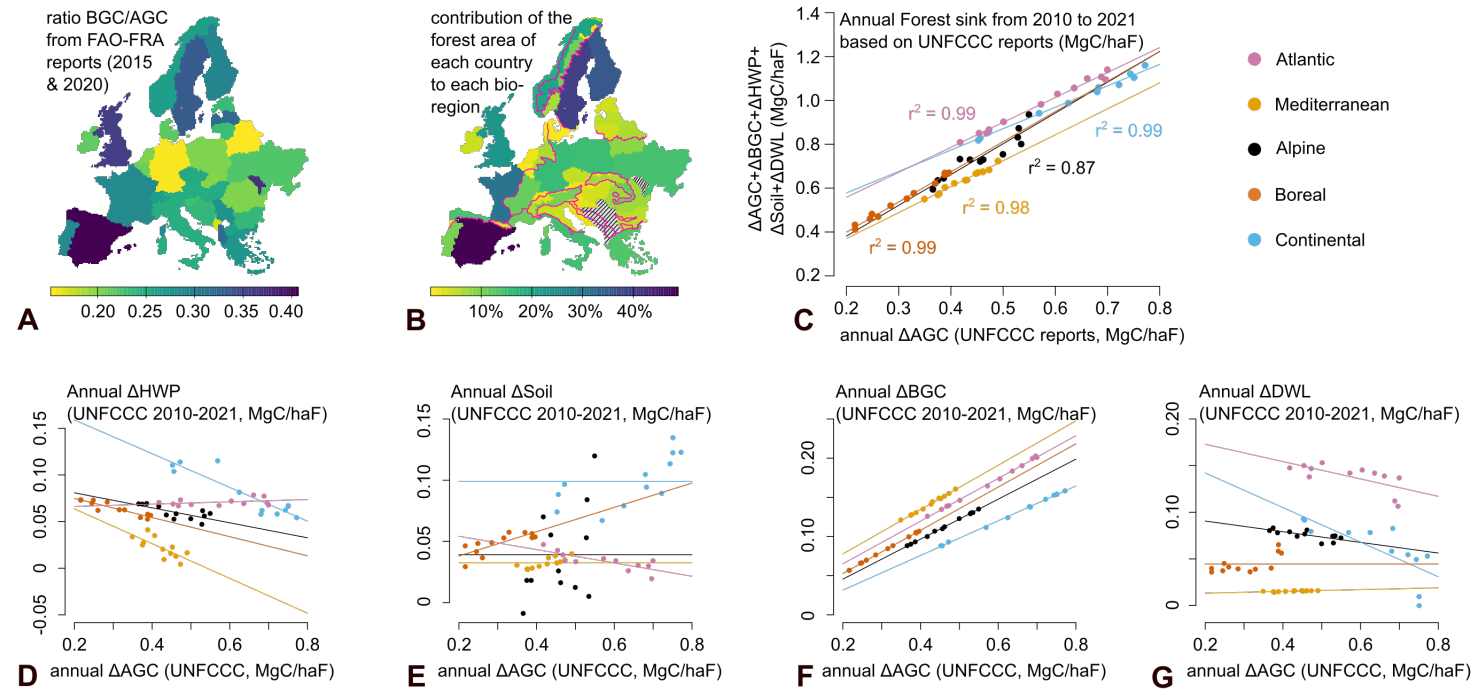 ratio BGC/AGC
from FAO-FRA
reports (2015
& 2020)
0.20 0.25 0.30 0.35 0.40
A
contribution of the
forest area of
each country
to each bio-
region
10% 20% 30% 40%
B
Annual Forest sink from 2010 to 2021
based on UNFCCC reports (MgC/haF)
ΔAGC+ΔBGC+ΔHWP+
ΔSoil+ΔDWL (MgC/haF)
1.4
1.2
1.0
0.8
0.6
0.4
0.2
r² = 0.99
r² = 0.99
r² = 0.87
r² = 0.98
r² = 0.99
0.2 0.3 0.4 0.5 0.6 0.7 0.8
annual ΔAGC (UNFCCC reports, MgC/haF)
C
Atlantic
Mediterranean
Alpine
Boreal
Continental
Annual ΔHWP
(UNFCCC 2010-2021, MgC/haF)
0.15
0.10
0.05
0
-0.05
0.2 0.4 0.6 0.8
annual ΔAGC (UNFCCC, MgC/haF)
D
Annual ΔSoil
(UNFCCC 2010-2021, MgC/haF)
0.15
0.10
0.05
0
0.2 0.4 0.6 0.8
annual ΔAGC (UNFCCC, MgC/haF)
E
Annual ΔBGC
(UNFCCC 2010-2021, MgC/haF)
0.20
0.10
0
0.2 0.4 0.6 0.8
annual ΔAGC (UNFCCC, MgC/haF)
F
Annual ΔDWL
(UNFCCC 2010-2021, MgC/haF)
0.20
0.10
0
0.2 0.4 0.6 0.8
annual ΔAGC (UNFCCC, MgC/haF)
G